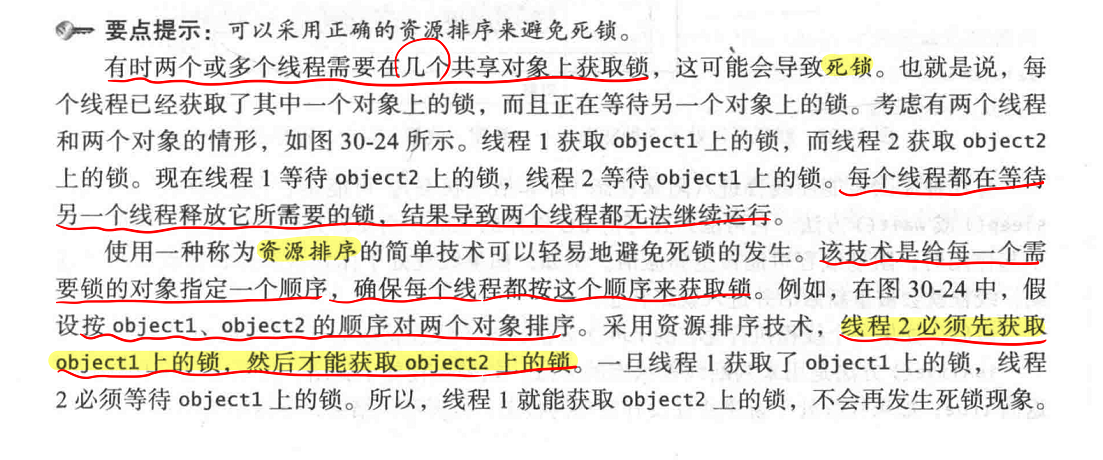 要点提示：可以采用正确的资源排序来避免死锁。
有时两个或多个线程需要在几个共享对象上获取锁，这可能会导致死锁。也就是说，每
个线程已经获取了其中一个对象上的锁，而且正在等待另一个对象上的锁。考虑有两个线程
和两个对象的情形，如图 30-24 所示。线程 1 获取 object1 上的锁，而线程 2 获取 object2
上的锁。现在线程 1 等待 object2 上的锁，线程 2 等待 object1 上的锁。每个线程都在等待
另一个线程释放它所需要的锁，结果导致两个线程都无法继续运行。
使用一种称为资源排序的简单技术可以轻易地避免死锁的发生。该技术是给每一个需
要锁的对象指定一个顺序，确保每个线程都按这个顺序来获取锁。例如，在图 30-24 中，假
设按 object1、object2 的顺序对两个对象排序。采用资源排序技术，线程 2 必须先获取
object1 上的锁，然后才能获取 object2 上的锁。一旦线程 1 获取了 object1 上的锁，线程
2 必须等待 object1 上的锁。所以，线程 1 就能获取 object2 上的锁，不会再发生死锁现象。